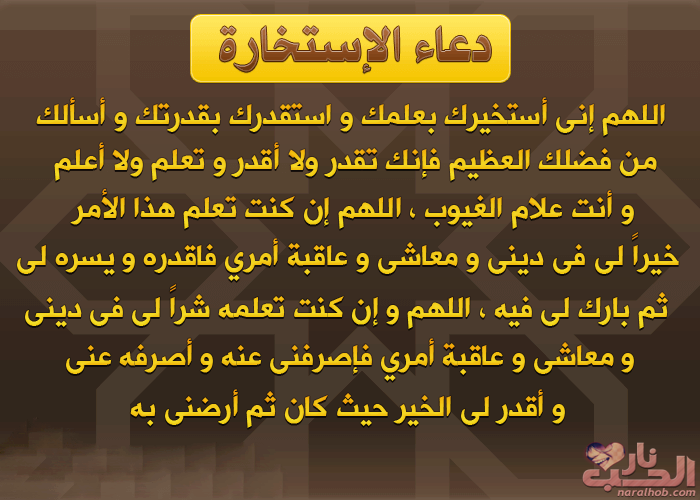 دعاء الإستخارة
اللهم إنى أستخيرك بعلمك و استقدرك بقدرتك و أسألك
من فضلك العظيم فإنك تقدر ولا أقدر و تعلم ولا أعلم
و أنت علام الغيوب ، اللهم إن كنت تعلم هذا الأمر
خيراً لى فى دينى و معاشى و عاقبة أمري فاقدره و يسره لى
ثم بارك لى فيه ، اللهم و إن كنت تعلمه شراً لى فى دينى
و معاشى و عاقبة أمري فإصرفنى عنه و أصرفه عنى
و أقدر لى الخير حيث كان ثم أرضنى به
نار
الحب
naralhob.com